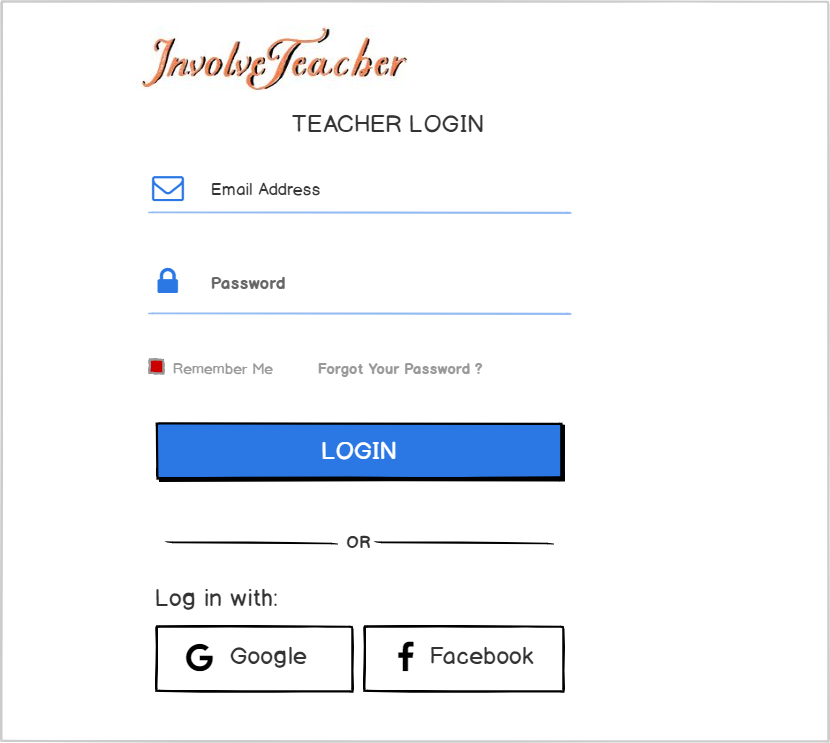 InvolveTeacher
TEACHER LOGIN
Email Address
Password
Remember Me Forgot Your Password ?
LOGIN
OR
Log in with:
Google Facebook